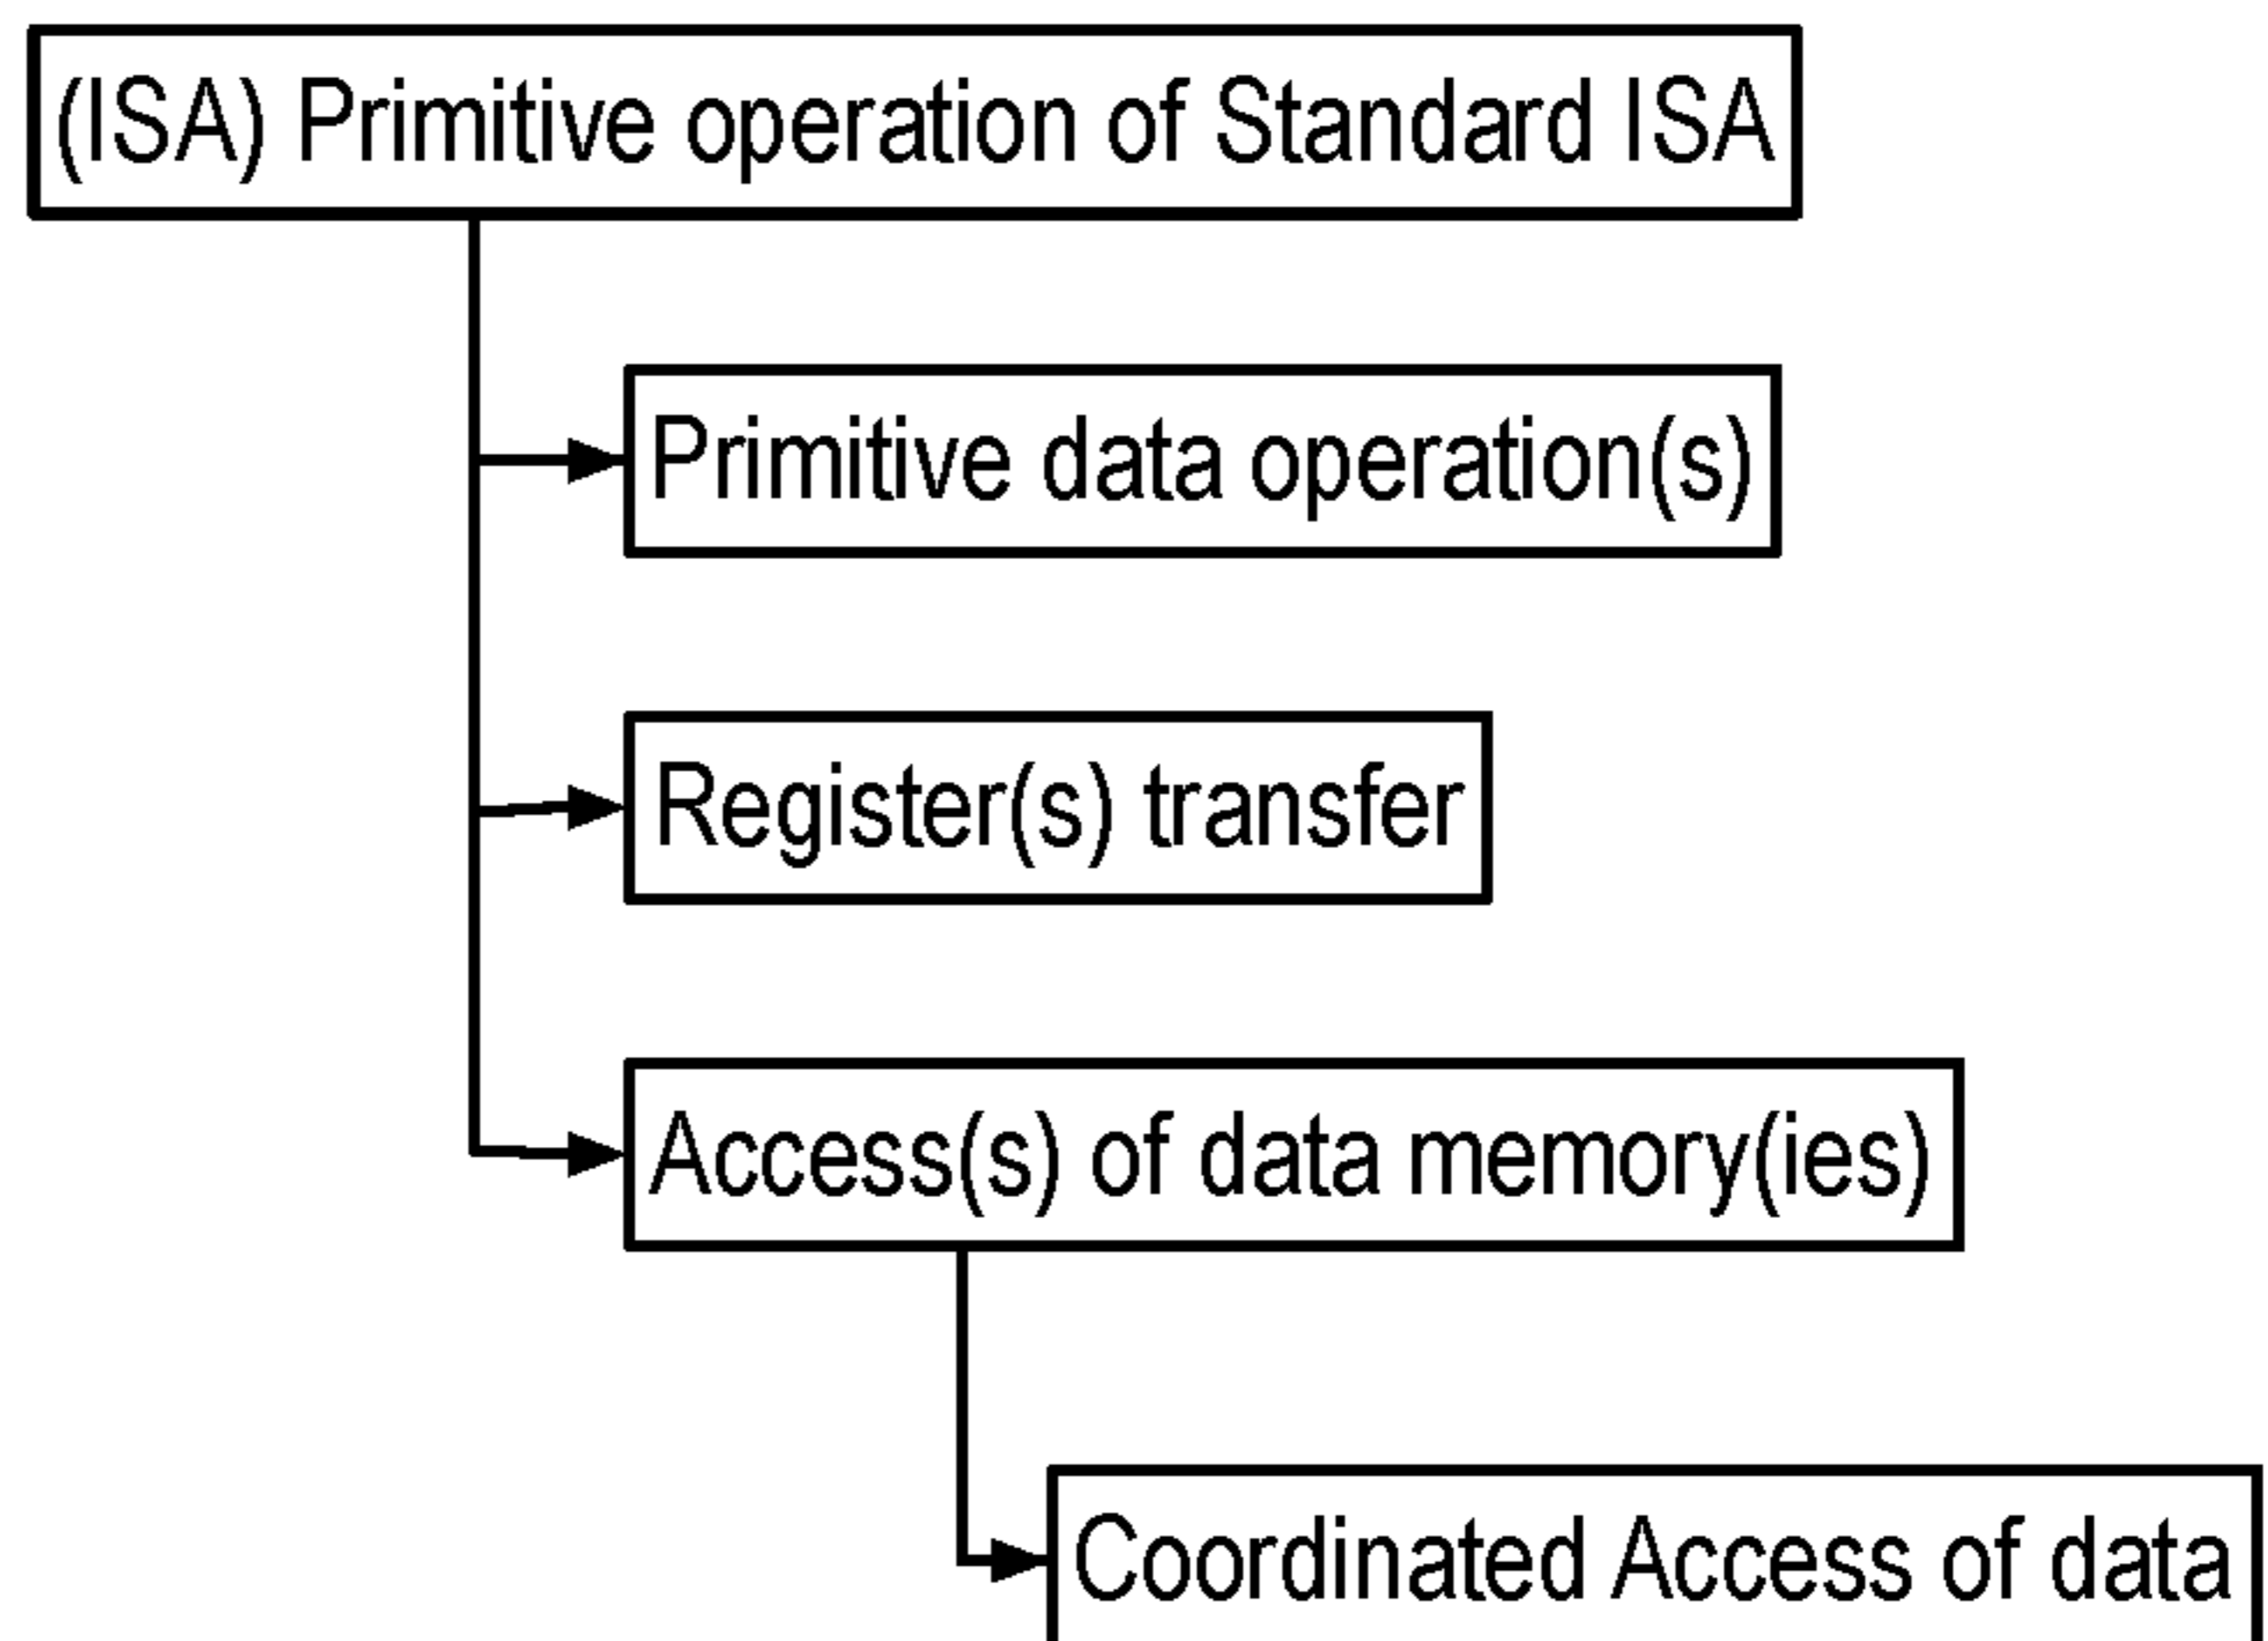 (ISA) Primitive operation of Standard ISA
Primitive data operation(s)
Register(s) transfer
Access(s) of data memory(ies)
Coordinated Access of data